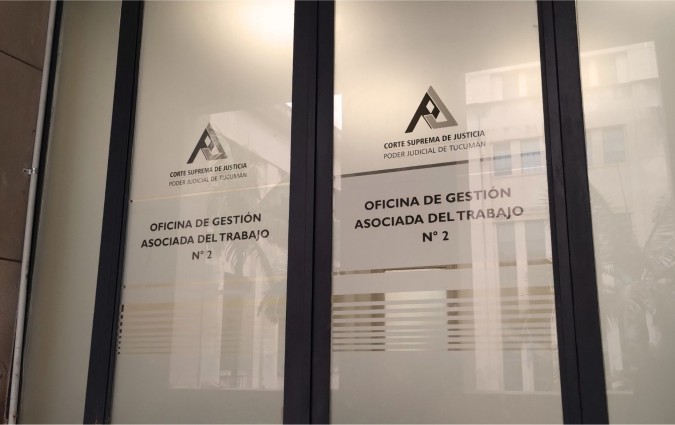 CORTE SUPREMA DE JUSTICIA
PODER JUDICIAL DE TUCUMÁN
OFICINA DE GESTIÓN
ASOCIADA DEL TRABAJO
N° 2
CORTE SUPREMA DE JUSTICIA
PODER JUDICIAL DE TUCUMÁN
OFICINA DE GESTIÓN
ASOCIADA DEL TRABAJO
N° 2